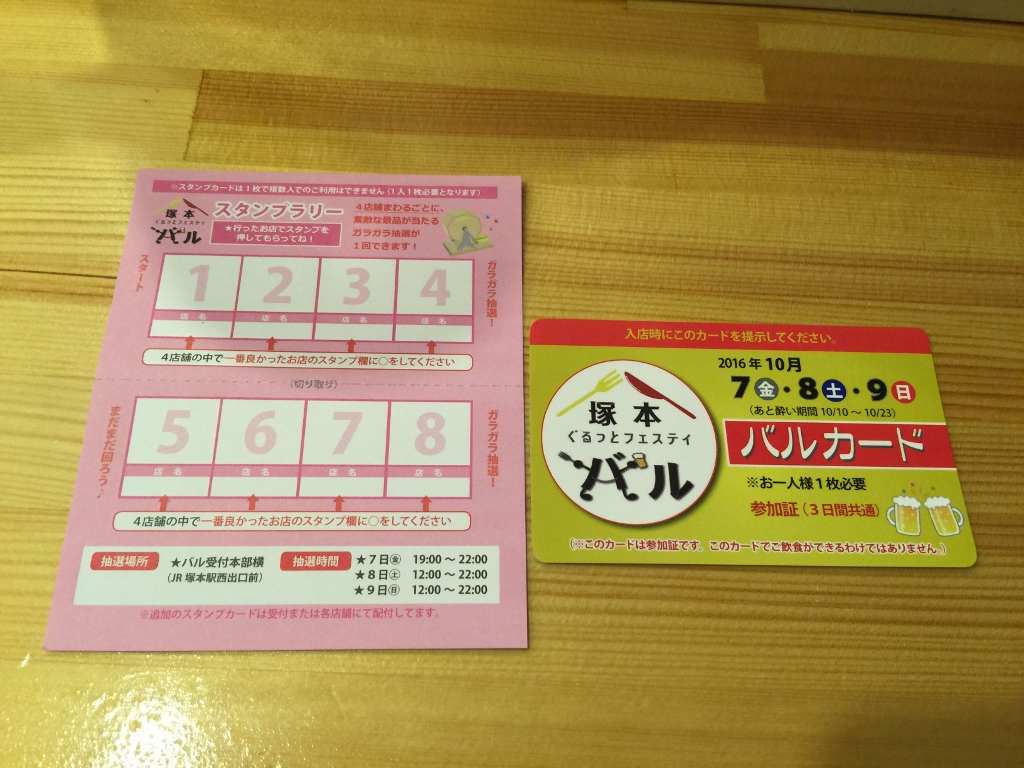 ※スタンプカードは1枚で複数人でのご利用はできません（1人1枚必要となります）
塚本
ぐるっとフェスティ
バル
スタンプラリー
★行ったお店でスタンプを
押してもらってね！
4店舗まわるごとに、
素敵な景品が当たる
ガラガラ抽選が
1回できます！
スタート
1 2 3 4
店名 店名 店名 店名
ガラガラ抽選！
4店舗の中で一番良かったお店のスタンプ欄に○をしてください
（切り取り）
まだまだ回ろう♪
5 6 7 8
店名 店名 店名 店名
ガラガラ抽選！
4店舗の中で一番良かったお店のスタンプ欄に○をしてください
抽選場所
★バル受付本部横
（JR塚本駅西出口前）
抽選時間
★7日㊎ 19:00～22:00
★8日㊏ 12:00～22:00
★9日㊐ 12:00～22:00
※追加のスタンプカードは受付または各店舗にて配付してます。
入店時にこのカードを提示してください。
塚本
ぐるっとフェスティ
バル
2016年10月
7金・8土・9日
（あと酔い期間 10/10～10/23）
バルカード
※お一人様1枚必要
参加証（3日間共通）
（※このカードは参加証です。このカードでご飲食ができるわけではありません。）